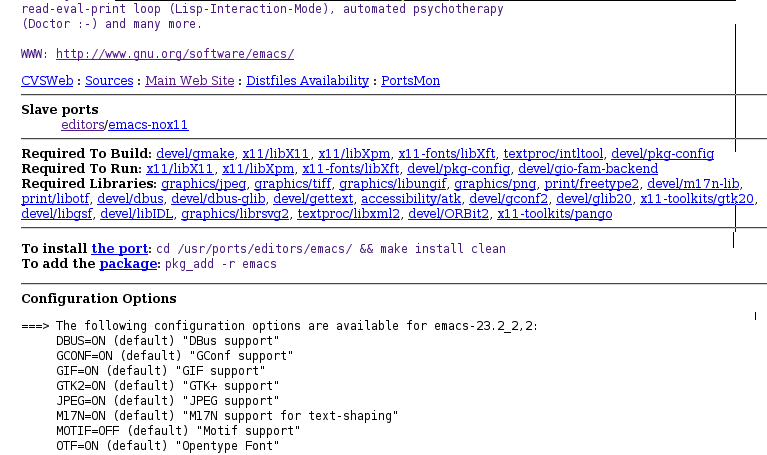 read-eval-print loop (Lisp-Interaction-Mode), automated psychotherapy
(Doctor :-) and many more.
WWW: http://www.gnu.org/software/emacs/
CVSWeb : Sources : Main Web Site : Distfiles Availability : PortsMon
Slave ports
editors/emacs-nox11
Required To Build: devel/gmake, x11/libX11, x11/libXpm, x11-fonts/libXft, textproc/intltool, devel/pkg-config
Required To Run: x11/libX11, x11/libXpm, x11-fonts/libXft, devel/pkg-config, devel/gio-fam-backend
Required Libraries: graphics/jpeg, graphics/tiff, graphics/libungif, graphics/png, print/freetype2, devel/m17n-lib,
print/libotf, devel/dbus, devel/dbus-glib, devel/gettext, accessibility/atk, devel/gconf2, devel/glib20, x11-toolkits/gtk20,
devel/libgsf, devel/libIDL, graphics/librsvg2, textproc/libxml2, devel/ORBit2, x11-toolkits/pango
To install the port: cd /usr/ports/editors/emacs/ && make install clean
To add the package: pkg_add -r emacs
Configuration Options
===> The following configuration options are available for emacs-23.2_2,2:
DBUS=ON (default) "DBus support"
GCONF=ON (default) "GConf support"
GIF=ON (default) "GIF support"
GTK2=ON (default) "GTK+ support"
JPEG=ON (default) "JPEG support"
M17N=ON (default) "M17N support for text-shaping"
MOTIF=OFF (default) "Motif support"
OTF=ON (default) "Opentype Font"